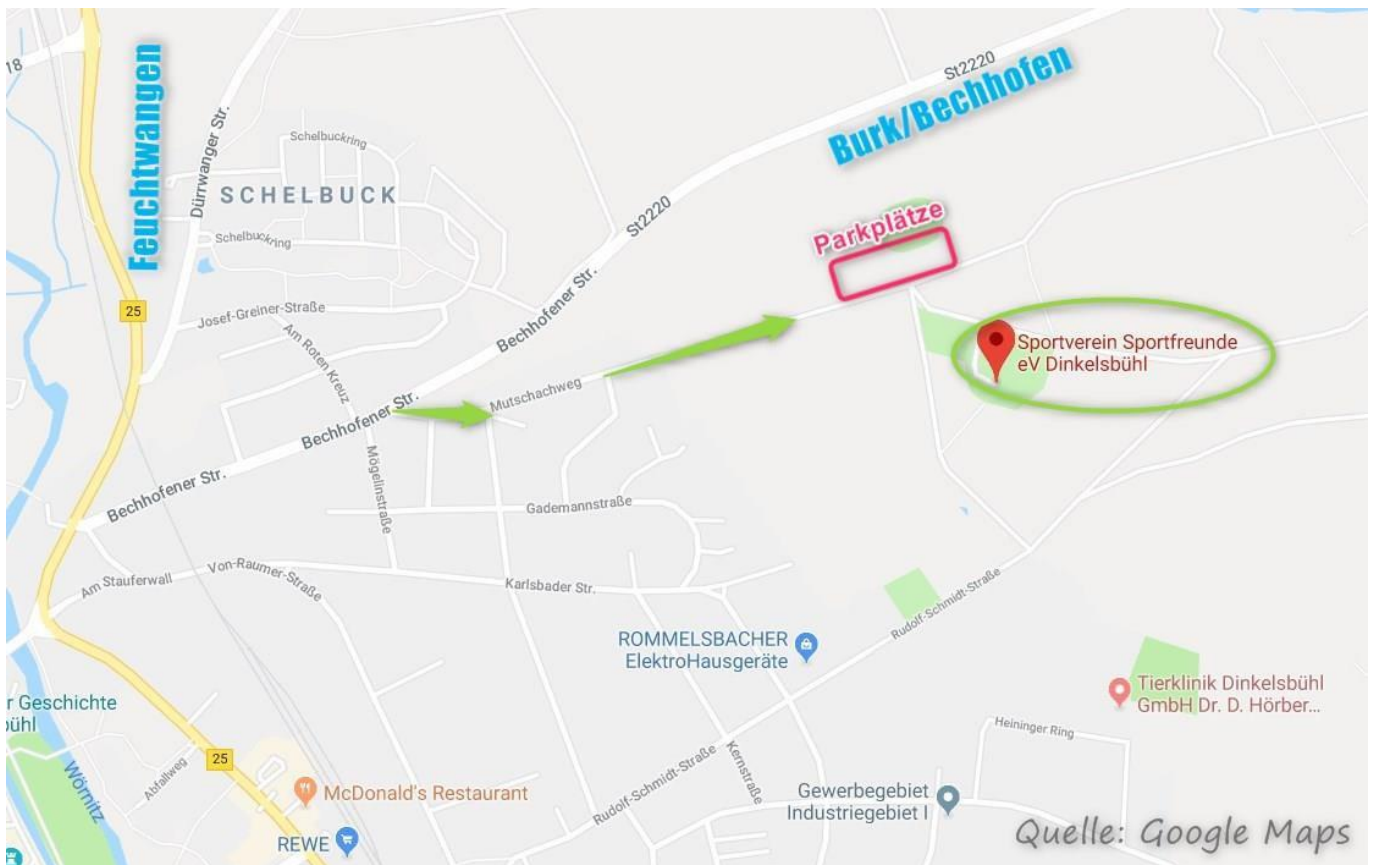 18
Feuchtwangen
Dürrwanger Str.
Schelbuckring
SCHELBUCK
Schelbuckring
St2220
Burk/Bechhofen
St2220
Parkplätze
25
Josef-Greiner-Straße
Am Roten Kreuz
Bechhofener Str.
Sportverein Sportfreunde
eV Dinkelsbühl
Mutschachweg
Bechhofener Str.
Mögelinstraße
Bechhofener Str.
Gademannstraße
Am Stauferwall
Von-Raumer-Straße
Karlsbader Str.
Rudolf-Schmidt-Straße
ROMMELSBACHER
ElektroHausgeräte
r Geschichte
bühl
Tierklinik Dinkelsbühl
GmbH Dr. D. Hörber...
Heininger Ring
25
Wörnitz
Abfallweg
McDonald's Restaurant
Rudolf-Schmidt-Straße
Kernstraße
Gewerbegebiet
Industriegebiet I
REWE
Quelle: Google Maps